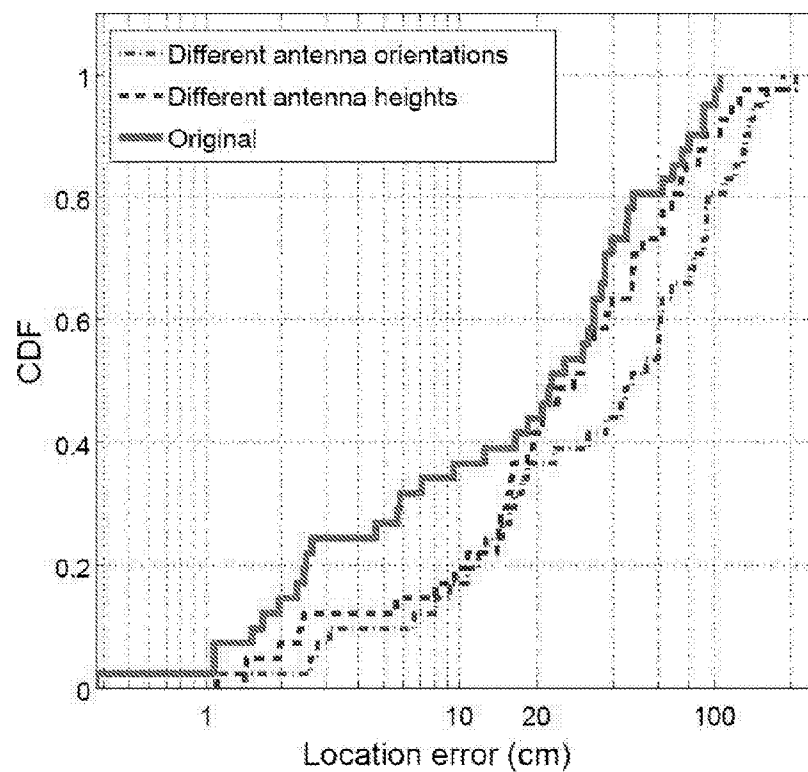 Different antenna orientations
Different antenna heights
Original
1
0.8
0.6
0.4
0.2
0
CDF
1 10 20 100
Location error (cm)